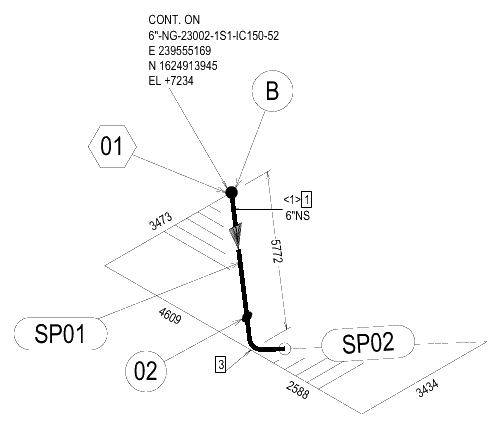 CONT. ON
6"-NG-23002-1S1-IC150-52
E 239555169
N 1624913945
EL +7234
B
01
<1> 1
6"NS
3473
5772
4609
SP01
SP02
02
3
2588
3434